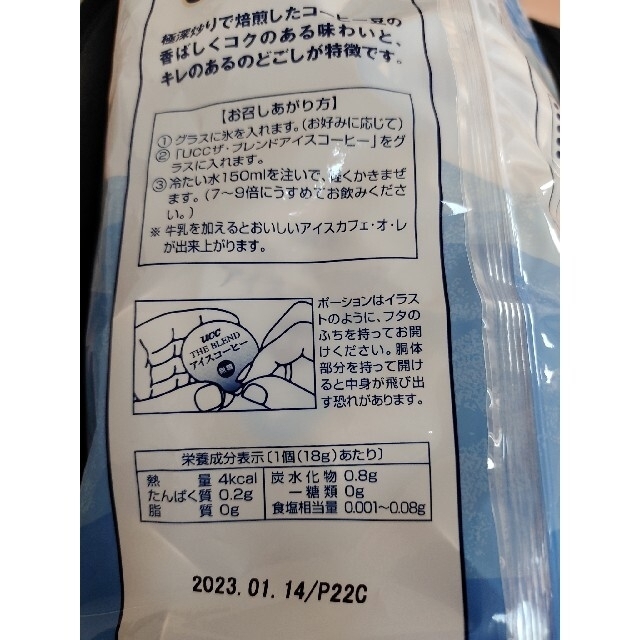 極深炒りで焙煎したコーヒー豆の
香ばしくコクのある味わいと、
キレのあるのどごしが特徴です。
【お召しあがり方】
①グラスに氷を入れます。(お好みに応じて)
②「UCCザ・ブレンドアイスコーヒー」をグ
ラスに入れます。
③冷たい水150mlを注いで、軽くかきまぜ
ます。(7〜9倍にうすめてお飲みくださ
い。)
※牛乳を加えるとおいしいアイスカフェ・オ・レ
が出来上がります。
ucc
THE BLEND
アイスコーヒー
無糖
ポーションはイラス
トのように、フタの
ふちを持ってお開
けください。胴体
部分を持って開け
ると中身が飛び出
す恐れがあります。
栄養成分表示〔1個(18g)あたり〕
熱量 4kcal 炭水化物 0.8g
たんぱく質 0.2g 一糖類 0g
脂質 0g 食塩相当量 0.001〜0.08g
2023.01.14/P22C